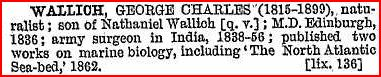 WALLICH, GEORGE CHARLES (1815-1899), natu-
ralist; son of Nathaniel Wallich [q. v.]; M.D. Edinburgh,
1836; army surgeon in India, 1838-56; published two
works on marine biology, including 'The North Atlantic
Sea-bed,' 1862. [lix. 136]